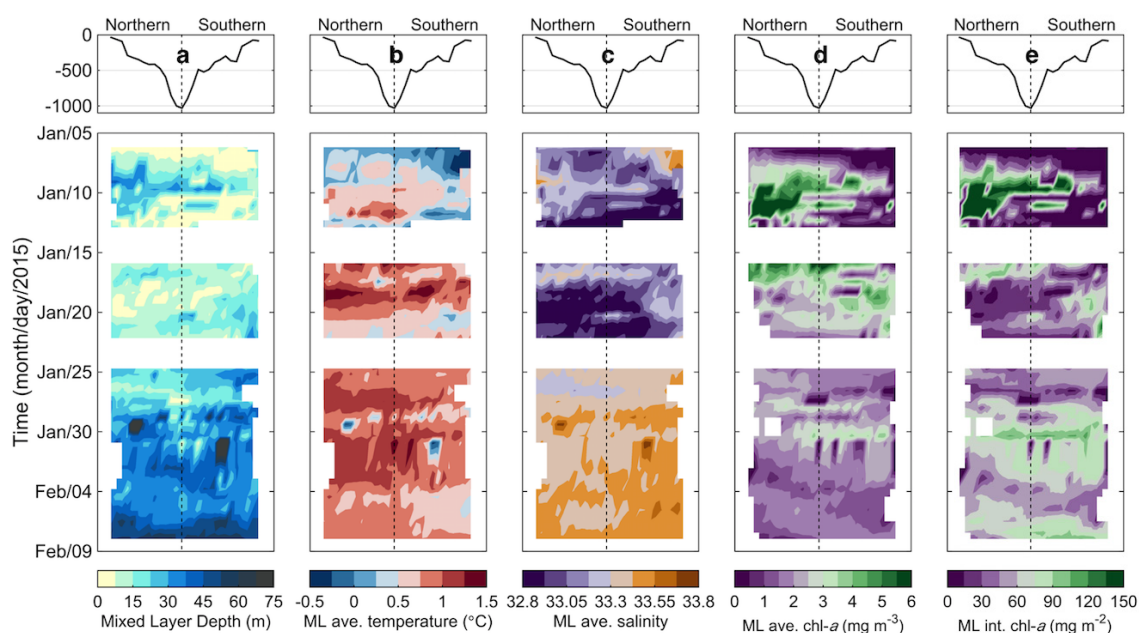 Northern Southern Northern Southern Northern Southern Northern Southern Northern Southern
0
a b c d e
-500
-1000
Jan/05
Jan/10
Jan/15
Jan/20
Jan/25
Jan/30
Feb/04
Feb/09
Time (month/day/2015)
0 15 30 45 60 75
Mixed Layer Depth (m)
-0.5 0 0.5 1 1.5
ML ave. temperature (°C)
32.8 33.05 33.3 33.55 33.8
ML ave. salinity
0 1 2 3 4 5 6
ML ave. chl-a (mg m⁻³)
0 30 60 90 120 150
ML int. chl-a (mg m⁻²)